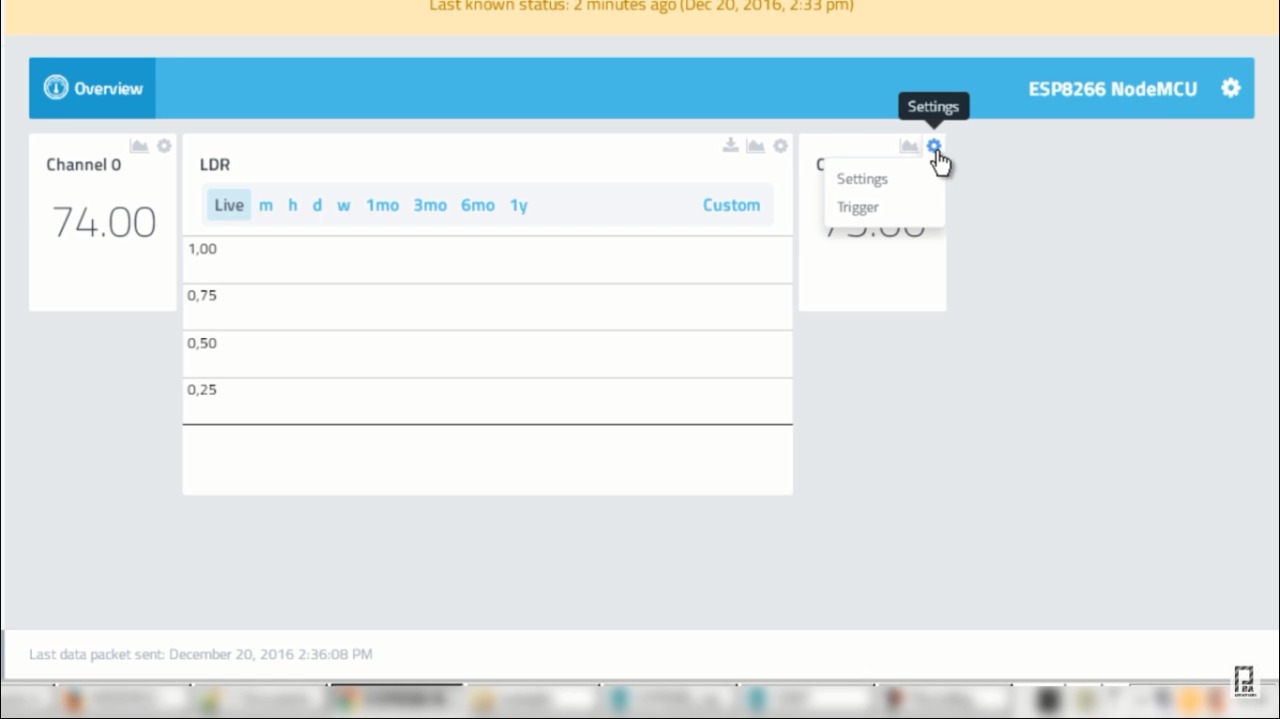 Last known status: 2 minutes ago (Dec 20, 2016, 2:33 pm)
Overview
ESP8266 NodeMCU
Settings
Channel 0
74.00
LDR
Live m h d w 1mo 3mo 6mo 1y Custom
1,00
0,75
0,50
0,25
C
Settings
Trigger
Last data packet sent: December 20, 2016 2:36:08 PM